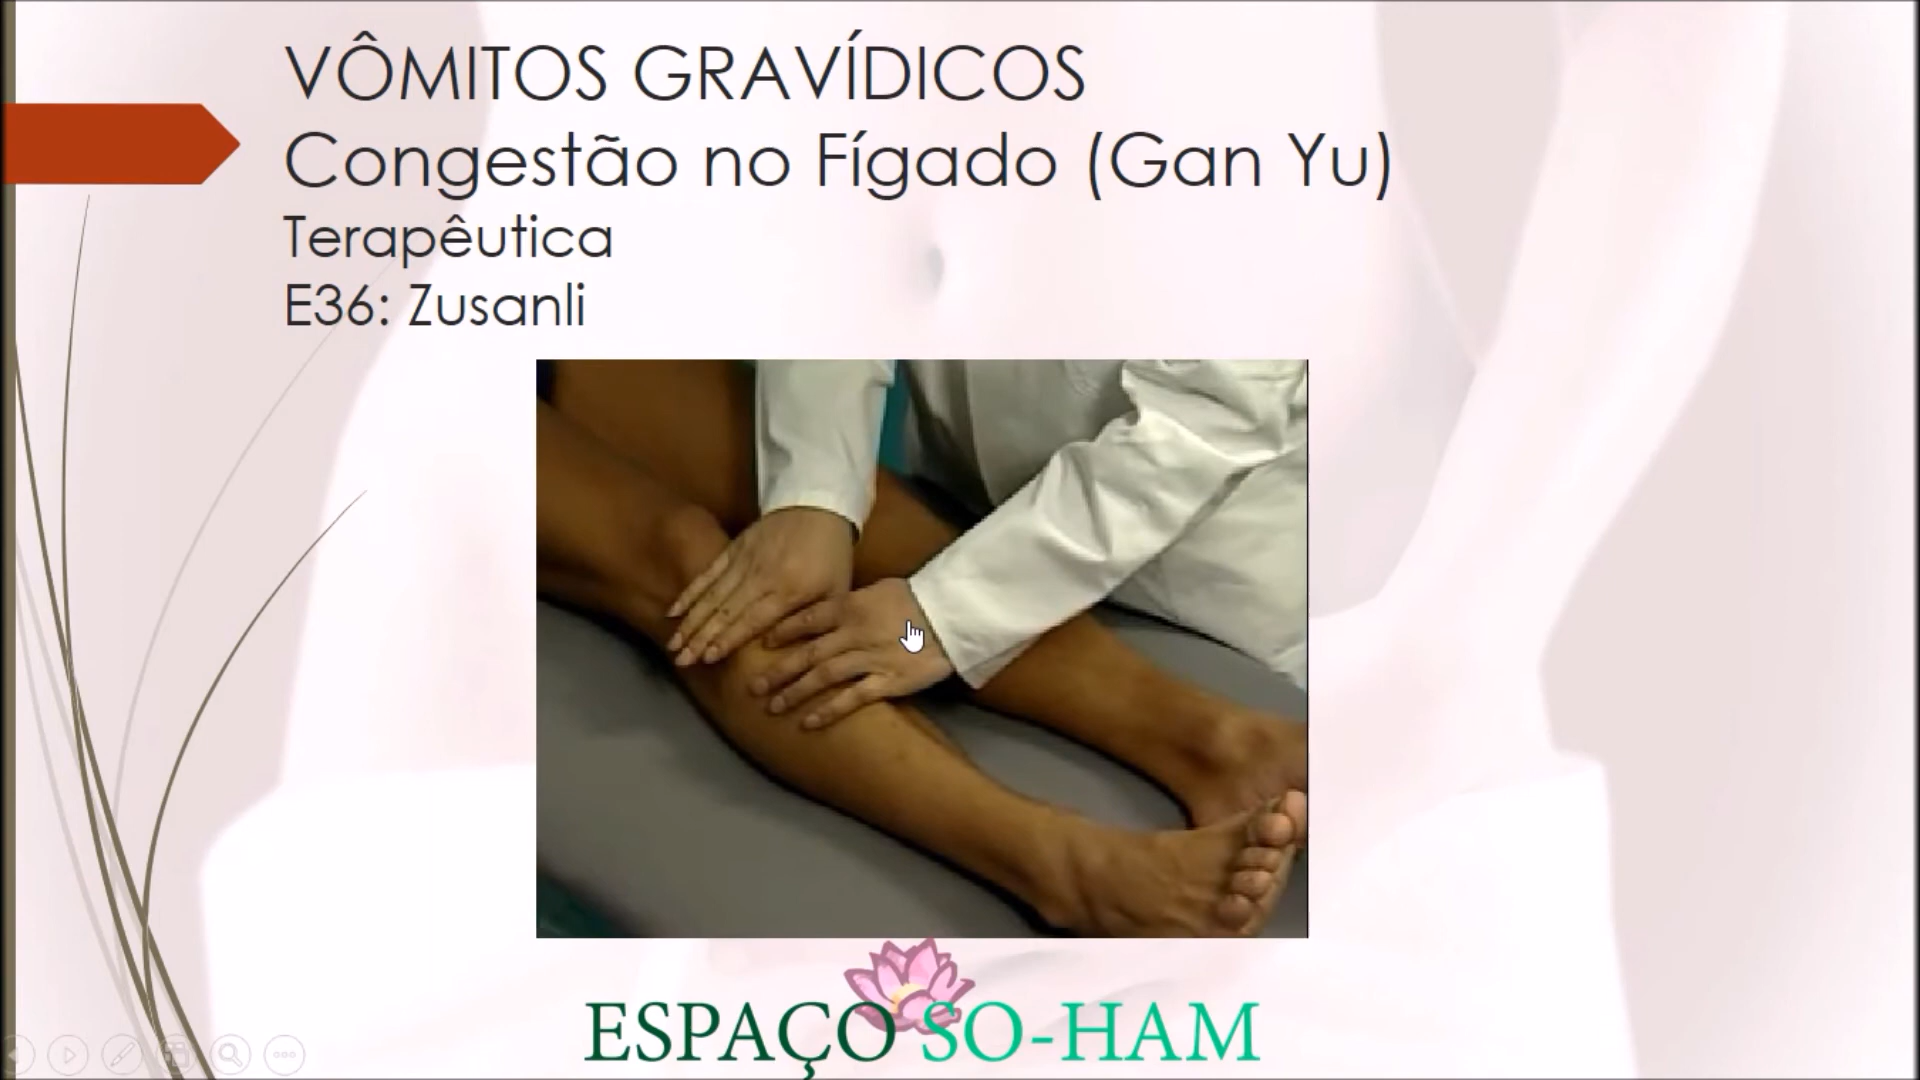 VÔMITOS GRAVÍDICOS
Congestão no Fígado (Gan Yu)
Terapêutica
E36: Zusanli
ESPAÇO SO-HAM